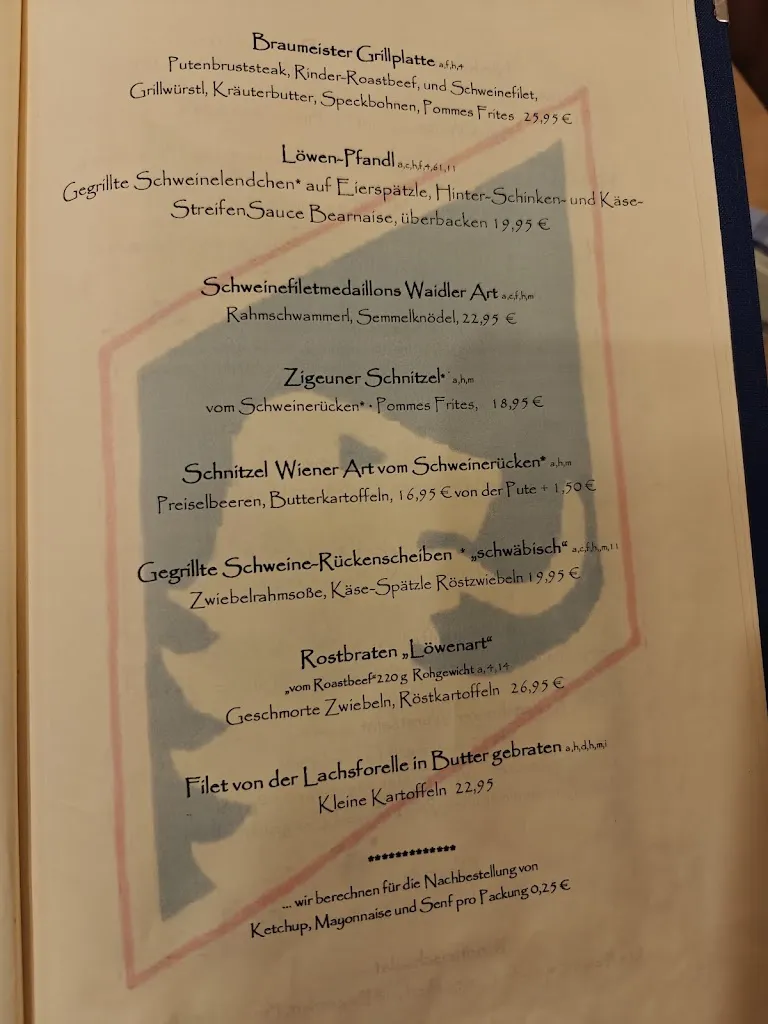 Braumeister Grillplatte a,f,h,4
Putenbruststeak, Rinder-Roastbeef, und Schweinefilet,
Grillwürstl, Kräuterbutter, Speckbohnen, Pommes Frites 25,95 €
Löwen-Pfandl a,c,h,f,4,61,11
Gegrillte Schweinelendchen* auf Eierspätzle, Hinter-Schinken- und Käse-
StreifenSauce Bearnaise, überbacken 19,95 €
Schweinefiletmedaillons Waidler Art a,c,f,h,m
Rahmschwammerl, Semmelknödel, 22,95 €
Zigeuner Schnitzel* a,h,m
vom Schweinerücken* · Pommes Frites, 18,95 €
Schnitzel Wiener Art vom Schweinerücken* a,h,m
Preiselbeeren, Butterkartoffeln, 16,95 € von der Pute + 1,50 €
Gegrillte Schweine-Rückenscheiben * „schwäbisch“ a,c,f,h,,m,11
Zwiebelrahmsoße, Käse-Spätzle Röstzwiebeln 19,95 €
Rostbraten „Löwenart“
„vom Roastbeef“220 g Rohgewicht a,4,14
Geschmorte Zwiebeln, Röstkartoffeln 26,95 €
Filet von der Lachsforelle in Butter gebraten a,h,d,h,m,i
Kleine Kartoffeln 22,95
*************
... wir berechnen für die Nachbestellung von
Ketchup, Mayonnaise und Senf pro Packung 0,25 €